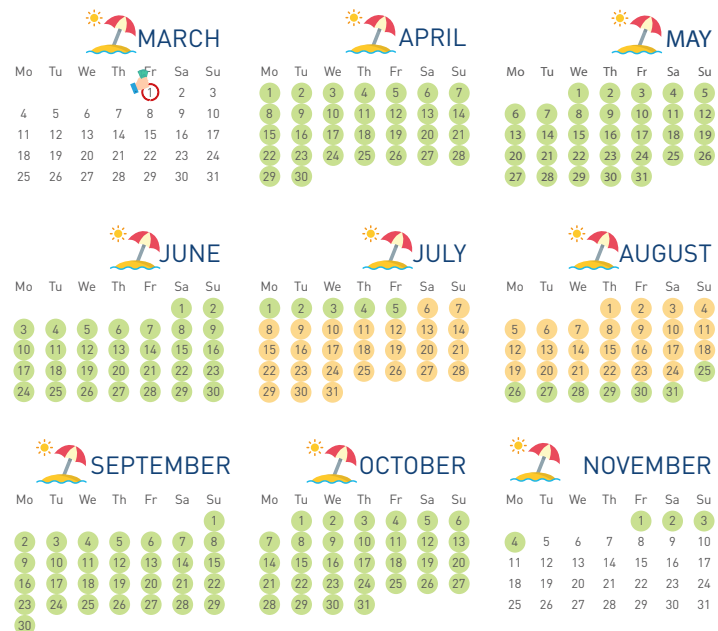 MARCH
Mo Tu We Th Fr Sa Su
1 2 3
4 5 6 7 8 9 10
11 12 13 14 15 16 17
18 19 20 21 22 23 24
25 26 27 28 29 30 31
APRIL
Mo Tu We Th Fr Sa Su
1 2 3 4 5 6 7
8 9 10 11 12 13 14
15 16 17 18 19 20 21
22 23 24 25 26 27 28
29 30
MAY
Mo Tu We Th Fr Sa Su
1 2 3 4 5
6 7 8 9 10 11 12
13 14 15 16 17 18 19
20 21 22 23 24 25 26
27 28 29 30 31
JUNE
Mo Tu We Th Fr Sa Su
1 2
3 4 5 6 7 8 9
10 11 12 13 14 15 16
17 18 19 20 21 22 23
24 25 26 27 28 29 30
JULY
Mo Tu We Th Fr Sa Su
1 2 3 4 5 6 7
8 9 10 11 12 13 14
15 16 17 18 19 20 21
22 23 24 25 26 27 28
29 30 31
AUGUST
Mo Tu We Th Fr Sa Su
1 2 3 4
5 6 7 8 9 10 11
12 13 14 15 16 17 18
19 20 21 22 23 24 25
26 27 28 29 30 31
SEPTEMBER
Mo Tu We Th Fr Sa Su
1
2 3 4 5 6 7 8
9 10 11 12 13 14 15
16 17 18 19 20 21 22
23 24 25 26 27 28 29
30
OCTOBER
Mo Tu We Th Fr Sa Su
1 2 3 4 5 6
7 8 9 10 11 12 13
14 15 16 17 18 19 20
21 22 23 24 25 26 27
28 29 30 31
NOVEMBER
Mo Tu We Th Fr Sa Su
1 2 3
4 5 6 7 8 9 10
11 12 13 14 15 16 17
18 19 20 21 22 23 24
25 26 27 28 29 30 31